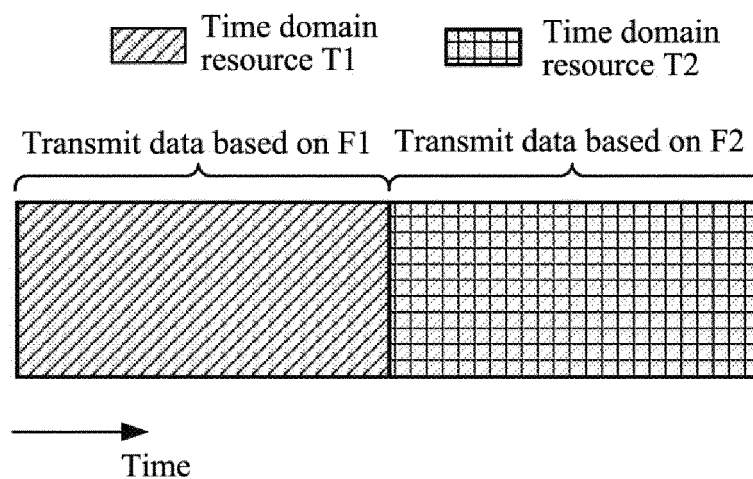 Time domain
resource T1
Time domain
resource T2
Transmit data based on F1
Transmit data based on F2
Time